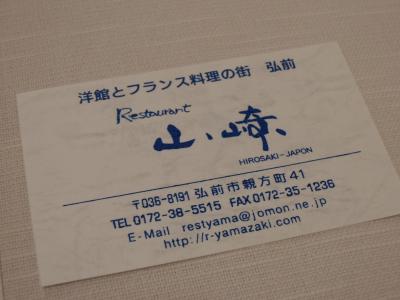 洋館とフランス料理の街 弘前
Restaurant
山崎
HIROSAKI-JAPON
〒036-8191 弘前市親方町41
TEL 0172-38-5515 FAX 0172-35-1236
E-Mail restyama@jomon.ne.jp
http://r-yamazaki.com